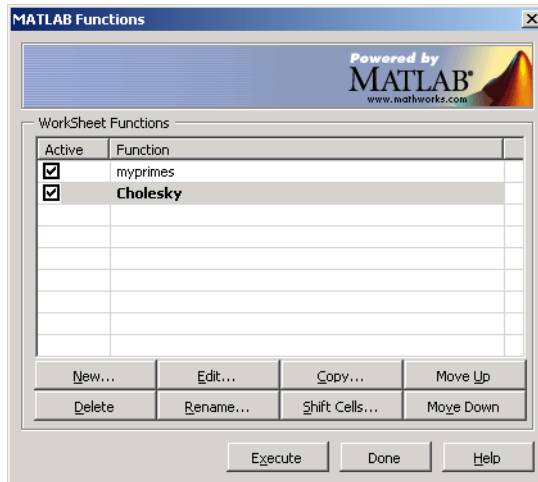 MATLAB Functions
Powered by
MATLAB®
www.mathworks.com
WorkSheet Functions
Active Function
myprimes
Cholesky
New... Edit... Copy... Move Up
Delete Rename... Shift Cells... Move Down
Execute Done Help